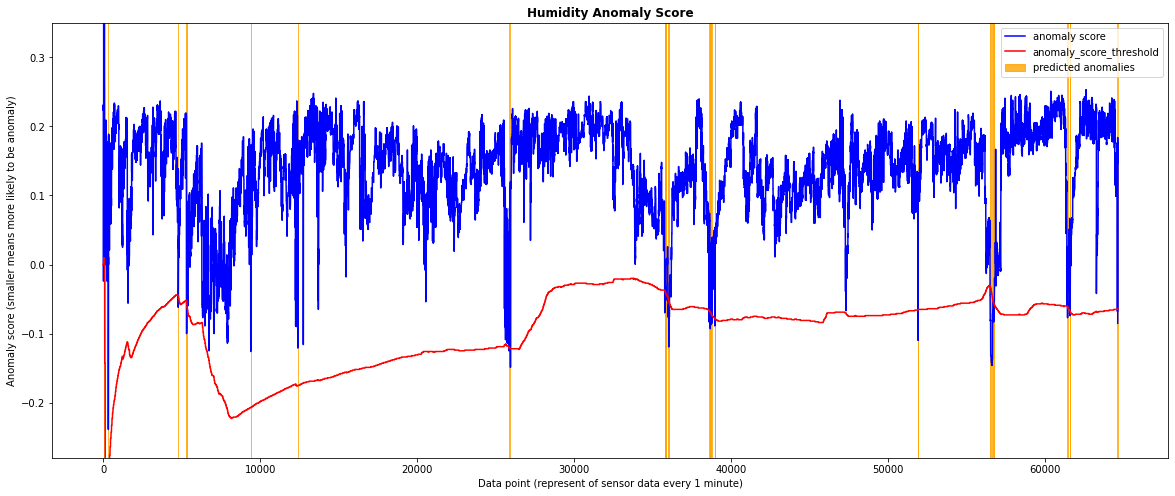 Humidity Anomaly Score
anomaly score
anomaly_score_threshold
predicted anomalies
Anomaly score (smaller means more likely to be anomaly)
0.3
0.2
0.1
0.0
−0.1
−0.2
0
10000
20000
30000
40000
50000
60000
Data point (represent of sensor data every 1 minute)